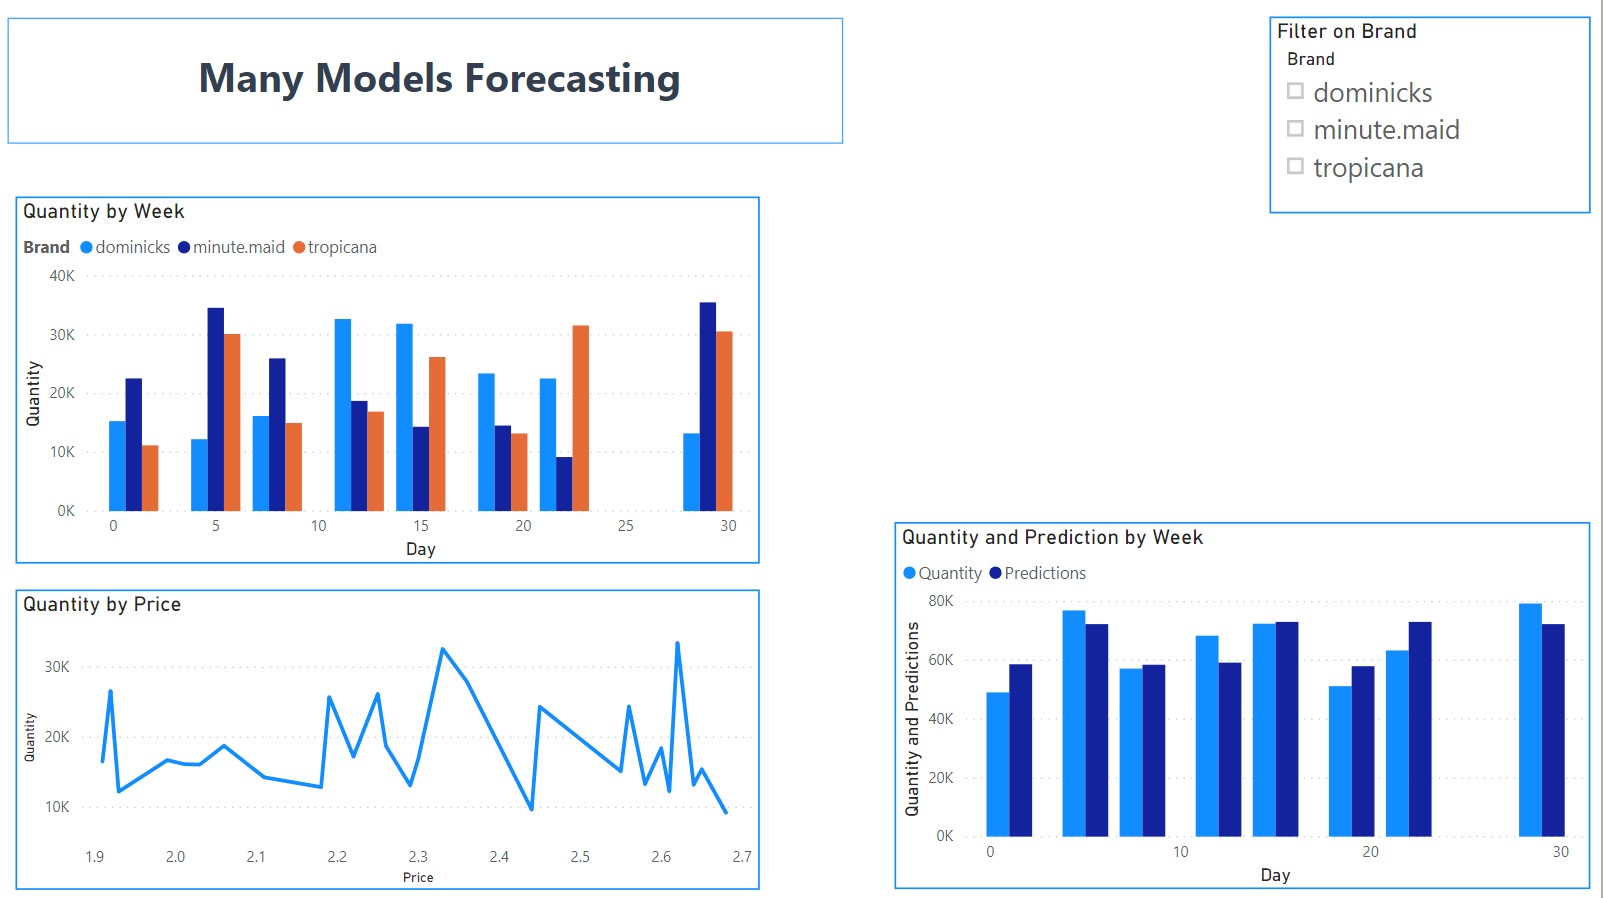 Many Models Forecasting
Filter on Brand
Brand
dominicks
minute.maid
tropicana
Quantity by Week
Brand dominicks minute.maid tropicana
40K
30K
20K
10K
0K
Quantity
0 5 10 15 20 25 30
Day
Quantity by Price
30K
20K
10K
Quantity
1.9 2.0 2.1 2.2 2.3 2.4 2.5 2.6 2.7
Price
Quantity and Prediction by Week
Quantity Predictions
80K
60K
40K
20K
0K
Quantity and Predictions
0 10 20 30
Day